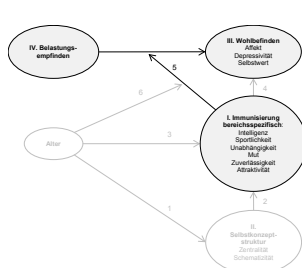 IV. Belastungs-
empfinden
III. Wohlbefinden
Affekt
Depressivität
Selbstwert
5
6
4
I. Immunisierung
bereichsspezifisch:
Intelligenz
Sportlichkeit
Unabhängigkeit
Mut
Zuverlässigkeit
Attraktivität
Alter
3
1
2
II.
Selbstkonzept-
struktur
Zentralität
Schematizität